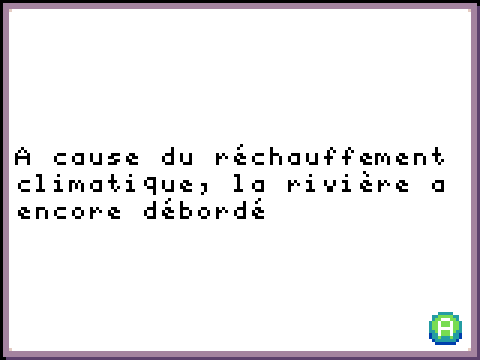 A cause du réchauffement
climatique, la rivière a
encore débordé
A